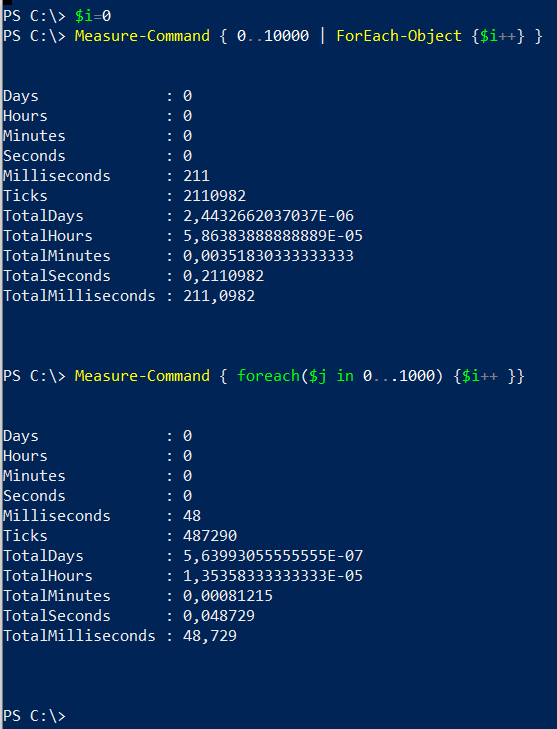 PS C:\> $i=0
PS C:\> Measure-Command { 0..10000 | ForEach-Object {$i++} }
Days : 0
Hours : 0
Minutes : 0
Seconds : 0
Milliseconds : 211
Ticks : 2110982
TotalDays : 2,4432662037037E-06
TotalHours : 5,86383888888889E-05
TotalMinutes : 0,00351830333333333
TotalSeconds : 0,2110982
TotalMilliseconds : 211,0982
PS C:\> Measure-Command { foreach($j in 0...1000) {$i++ }}
Days : 0
Hours : 0
Minutes : 0
Seconds : 0
Milliseconds : 48
Ticks : 487290
TotalDays : 5,63993055555555E-07
TotalHours : 1,35358333333333E-05
TotalMinutes : 0,00081215
TotalSeconds : 0,048729
TotalMilliseconds : 48,729
PS C:\>